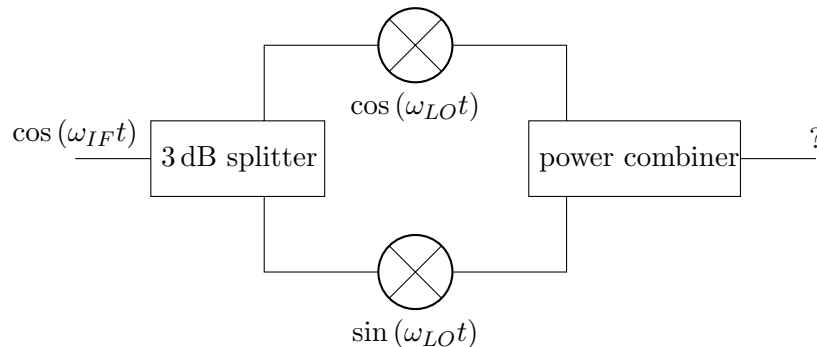 cos (ω_LO t)
cos (ω_IF t)
3 dB splitter
power combiner
?
sin (ω_LO t)